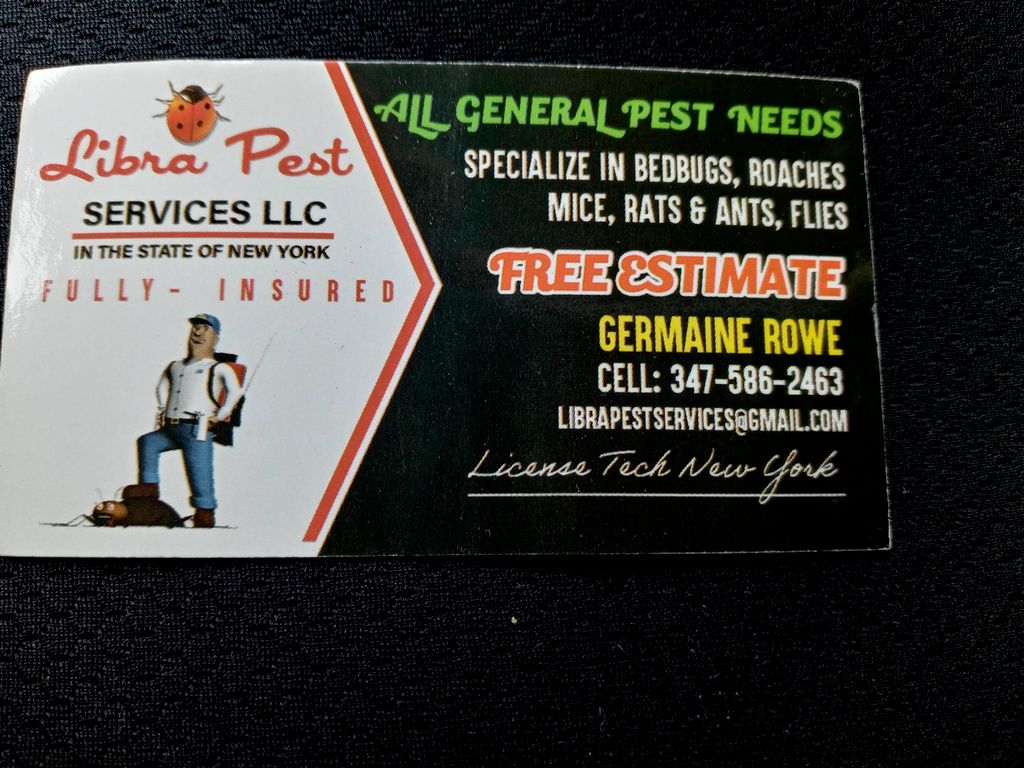 Libra Pest
SERVICES LLC
IN THE STATE OF NEW YORK
FULLY- INSURED
ALL GENERAL PEST NEEDS
SPECIALIZE IN BEDBUGS, ROACHES
MICE, RATS & ANTS, FLIES
FREE ESTIMATE
GERMAINE ROWE
CELL: 347-586-2463
LIBRAPESTSERVICES@GMAIL.COM
License Tech New York